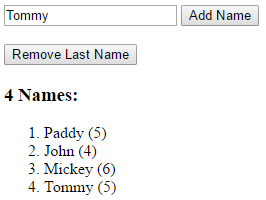 Tommy Add Name
Remove Last Name
4 Names:
1. Paddy (5)
2. John (4)
3. Mickey (6)
4. Tommy (5)